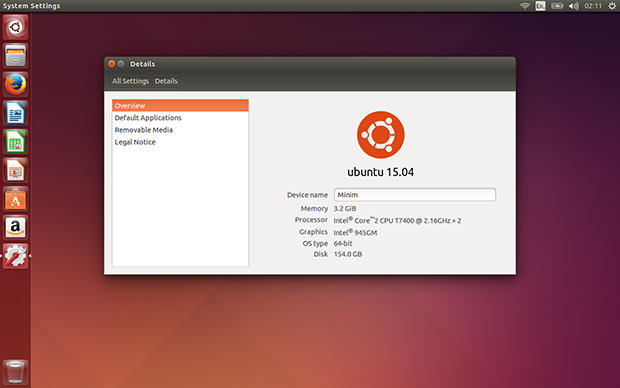 System Settings
En
02:11
Details
All Settings Details
Overview
Default Applications
Removable Media
Legal Notice
ubuntu 15.04
Device name Minim
Memory 3.2 GiB
Processor Intel® Core™2 CPU T7400 @ 2.16GHz × 2
Graphics Intel® 945GM
OS type 64-bit
Disk 154.0 GB